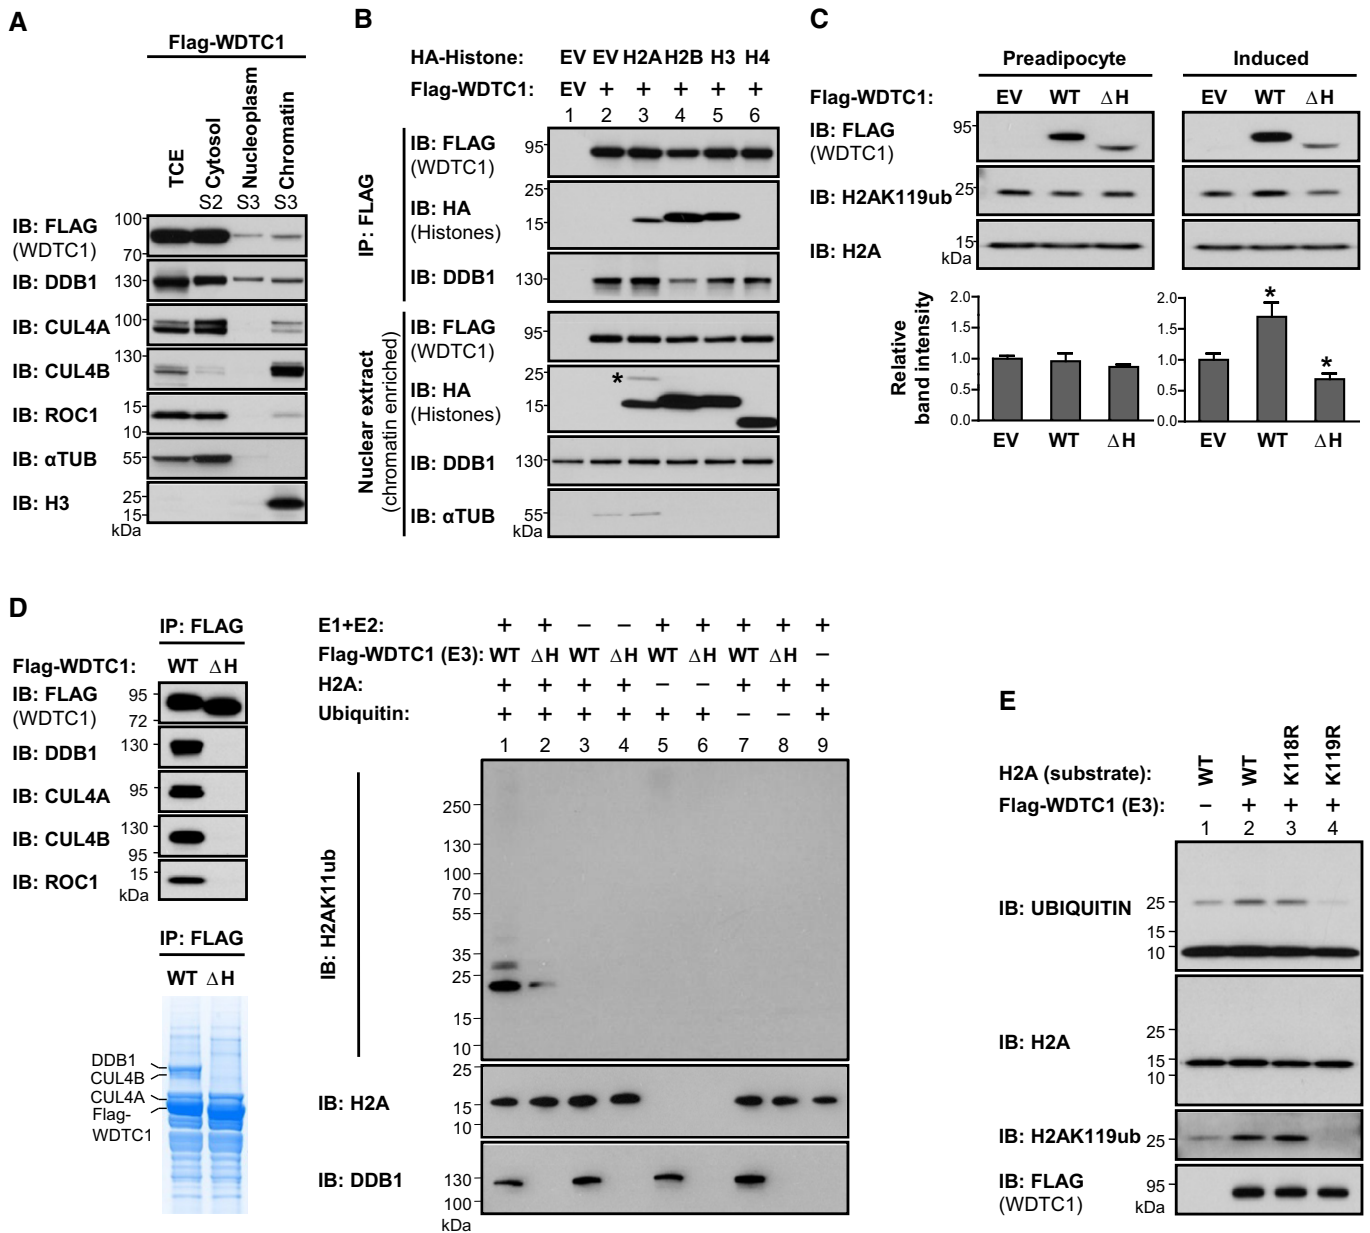 A
Flag-WDTC1
TCE
S2 Cytosol
S3 Nucleoplasm
S3 Chromatin
IB: FLAG
(WDTC1)
100
70
IB: DDB1
130
IB: CUL4A
100
IB: CUL4B
130
IB: ROC1
15
10
IB: αTUB
55
IB: H3
25
15
kDa
B
HA-Histone: EV EV H2A H2B H3 H4
Flag-WDTC1: EV + + + + +
1 2 3 4 5 6
IP: FLAG
IB: FLAG
(WDTC1)
95
IB: HA
(Histones)
25
15
IB: DDB1
130
Nuclear extract
(chromatin enriched)
IB: FLAG
(WDTC1)
95
IB: HA
(Histones)
25
15
*
IB: DDB1
130
IB: αTUB
55
kDa
C
Preadipocyte
Induced
Flag-WDTC1: EV WT ΔH EV WT ΔH
IB: FLAG
(WDTC1)
95
IB: H2AK119ub
25
IB: H2A
15
kDa
Relative
band intensity
2.0
1.5
1.0
0.5
0.0
EV WT ΔH
2.0
1.5
1.0
0.5
0.0
* *
EV WT ΔH
D
IP: FLAG
Flag-WDTC1: WT ΔH
IB: FLAG
(WDTC1)
95
72
IB: DDB1
130
IB: CUL4A
95
IB: CUL4B
130
95
IB: ROC1
15
kDa
IP: FLAG
WT ΔH
DDB1
CUL4B
CUL4A
Flag-
WDTC1
E1+E2: + + – – + + + + +
Flag-WDTC1 (E3): WT ΔH WT ΔH WT ΔH WT ΔH –
H2A: + + + + – – + + +
Ubiquitin: + + + + + + – – +
1 2 3 4 5 6 7 8 9
IB: H2AK11ub
250
130
100
70
55
35
25
15
10
IB: H2A
25
15
10
IB: DDB1
130
100
kDa
E
H2A (substrate): WT WT K118R K119R
Flag-WDTC1 (E3): – + + +
1 2 3 4
IB: UBIQUITIN
25
15
10
IB: H2A
25
15
10
IB: H2AK119ub
25
IB: FLAG
(WDTC1)
95
kDa